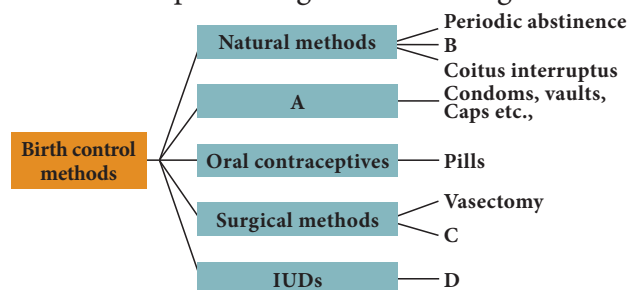 Periodic abstinence
Natural methods
B
Coitus interruptus
A
Condoms, vaults,
Caps etc.,
Birth control
methods
Oral contraceptives
Pills
Vasectomy
Surgical methods
C
IUDs
D